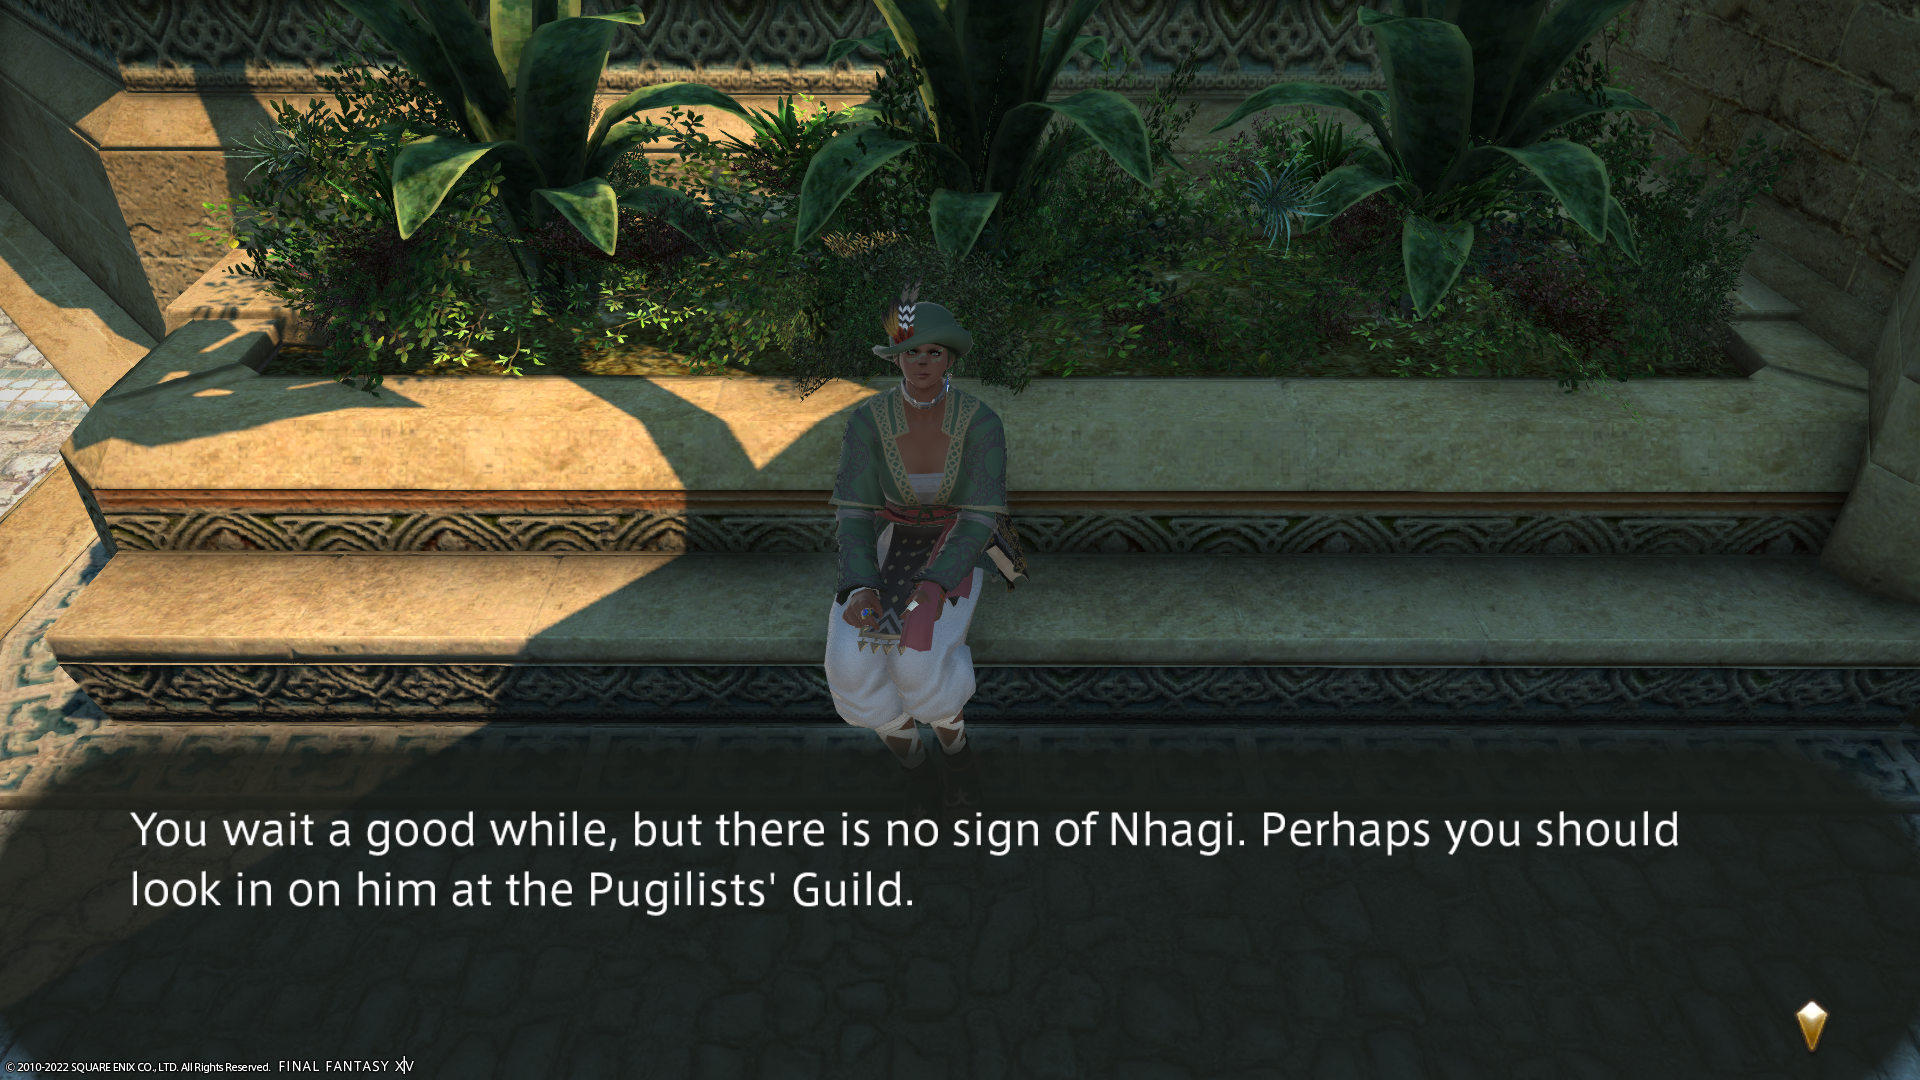 You wait a good while, but there is no sign of Nhagi. Perhaps you should
look in on him at the Pugilists' Guild.
© 2010-2022 SQUARE ENIX CO., LTD. All Rights Reserved. FINAL FANTASY XIV